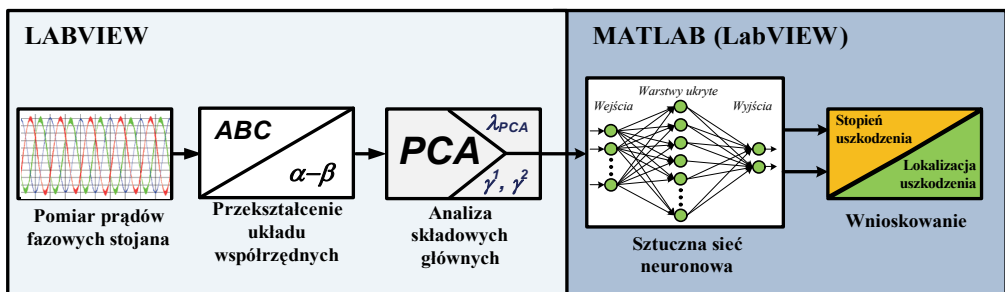 LABVIEW
MATLAB (LabVIEW)
Pomiar prądów
fazowych stojana
ABC
α–β
Przekształcenie
układu
współrzędnych
PCA
λPCA
γ¹, γ²
Analiza
składowych
głównych
Wejścia
Warstwy ukryte
Wyjścia
Sztuczna sieć
neuronowa
Stopień
uszkodzenia
Lokalizacja
uszkodzenia
Wnioskowanie